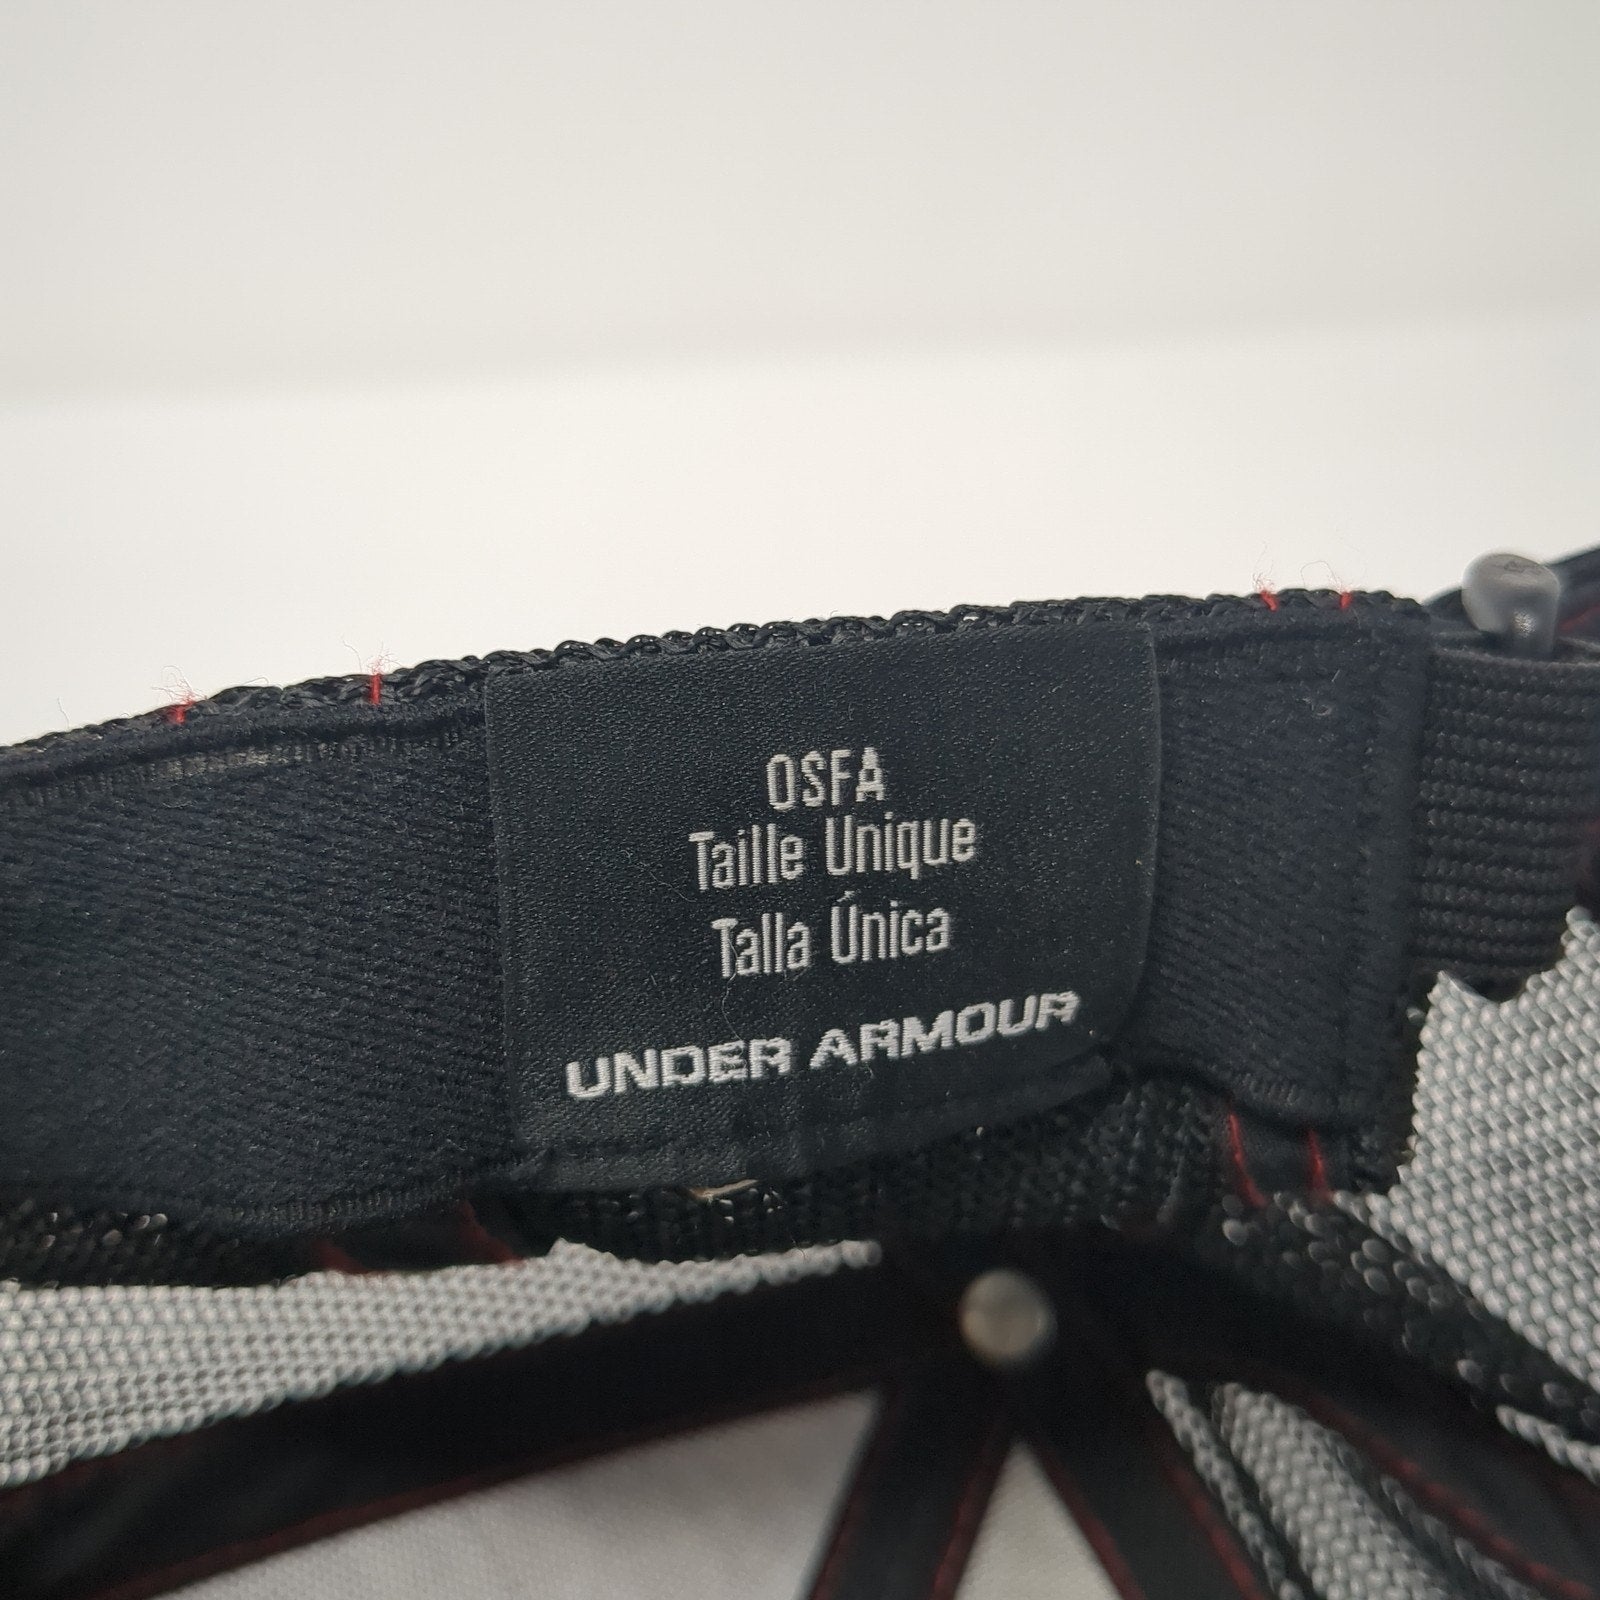 OSFA
Taille Unique
Talla Única
UNDER ARMOUR